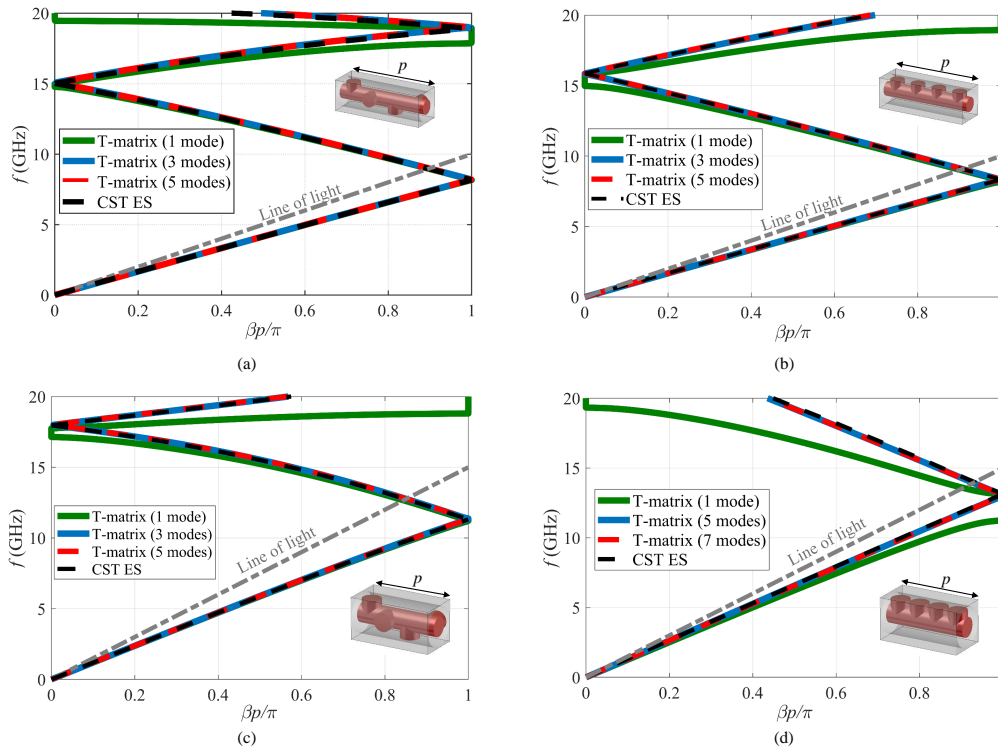 20
15
10
5
0
f (GHz)
p
T-matrix (1 mode)
T-matrix (3 modes)
T-matrix (5 modes)
CST ES
Line of light
0 0.2 0.4 0.6 0.8 1
βp/π
(a)
20
15
10
5
0
f (GHz)
p
T-matrix (1 mode)
T-matrix (3 modes)
T-matrix (5 modes)
CST ES
Line of light
0 0.2 0.4 0.6 0.8
βp/π
(b)
20
15
10
5
0
f (GHz)
T-matrix (1 mode)
T-matrix (3 modes)
T-matrix (5 modes)
CST ES
Line of light
p
0 0.2 0.4 0.6 0.8 1
βp/π
(c)
20
15
10
5
0
f (GHz)
T-matrix (1 mode)
T-matrix (5 modes)
T-matrix (7 modes)
CST ES
Line of light
p
0 0.2 0.4 0.6 0.8
βp/π
(d)